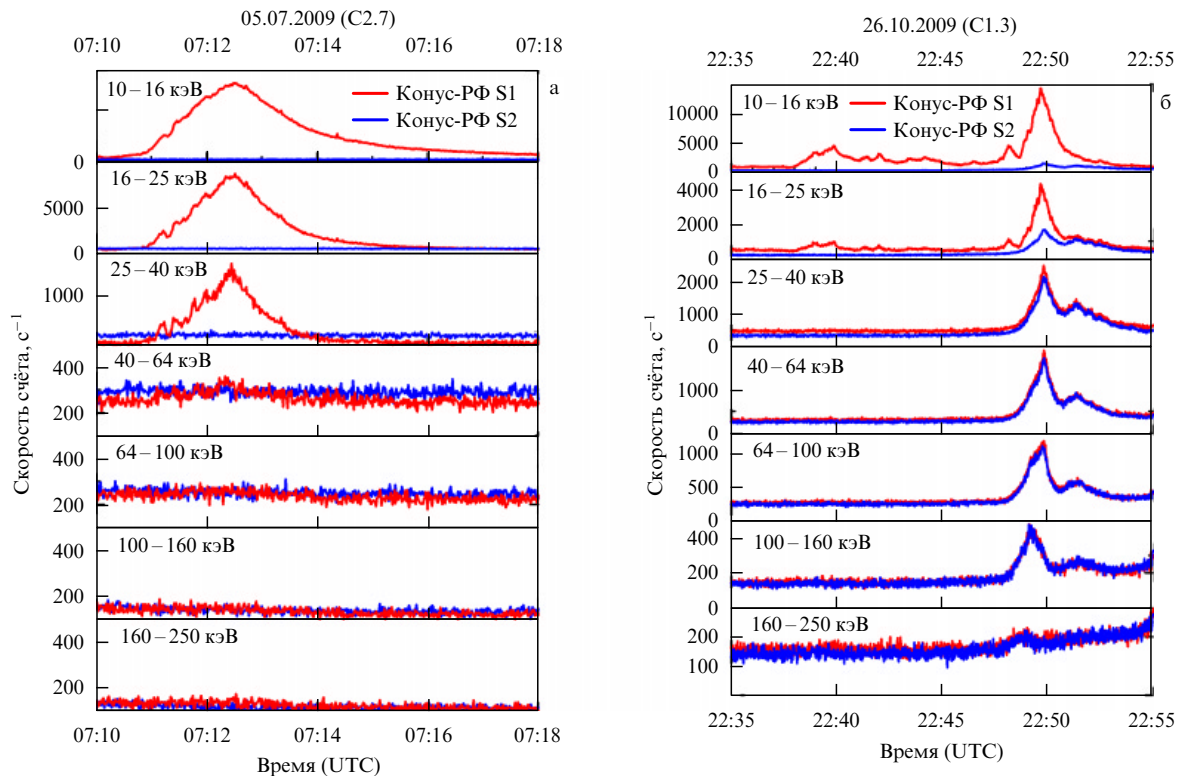 05.07.2009 (C2.7)
07:10 07:12 07:14 07:16 07:18
а
10–16 кэВ
Конус-РФ S1
Конус-РФ S2
0
16–25 кэВ
5000
0
25–40 кэВ
1000
40–64 кэВ
400
200
64–100 кэВ
400
200
100–160 кэВ
400
200
160–250 кэВ
400
200
Скорость счёта, с⁻¹
07:10 07:12 07:14 07:16 07:18
Время (UTC)
26.10.2009 (C1.3)
22:35 22:40 22:45 22:50 22:55
б
10–16 кэВ
Конус-РФ S1
Конус-РФ S2
10000
5000
0
16–25 кэВ
4000
2000
0
25–40 кэВ
2000
1000
0
40–64 кэВ
1000
0
64–100 кэВ
1000
500
0
100–160 кэВ
400
200
0
160–250 кэВ
200
100
Скорость счёта, с⁻¹
22:35 22:40 22:45 22:50 22:55
Время (UTC)